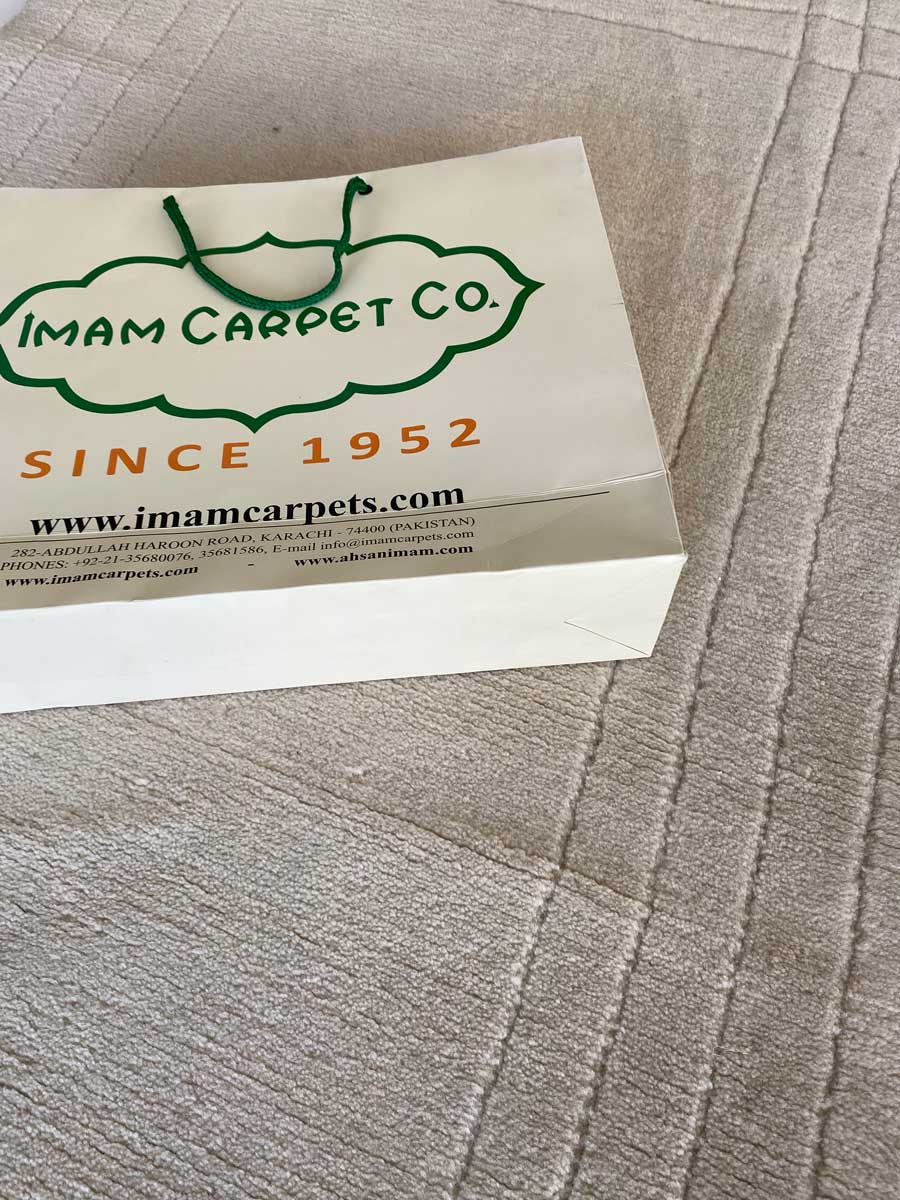 IMAM CARPET CO.
SINCE 1952
www.imamcarpets.com
282-ABDULLAH HAROON ROAD, KARACHI - 74400 (PAKISTAN)
PHONES: +92-21-35680076, 35681586, E-mail info@imamcarpets.com
www.imamcarpets.com - www.ahsanimam.com